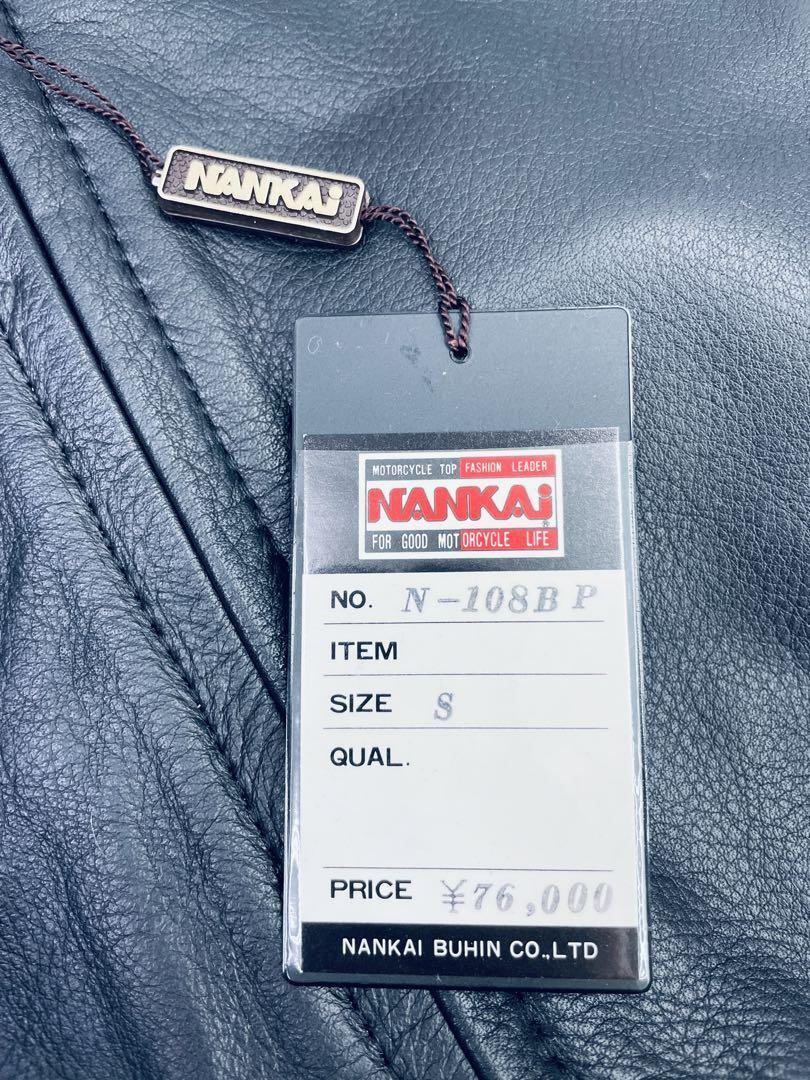 NANKAi
MOTORCYCLE TOP FASHION LEADER
NANKAi®
FOR GOOD MOTORCYCLE LIFE
NO. N-108B P
ITEM
SIZE S
QUAL.
PRICE ¥76,000
NANKAI BUHIN CO.,LTD